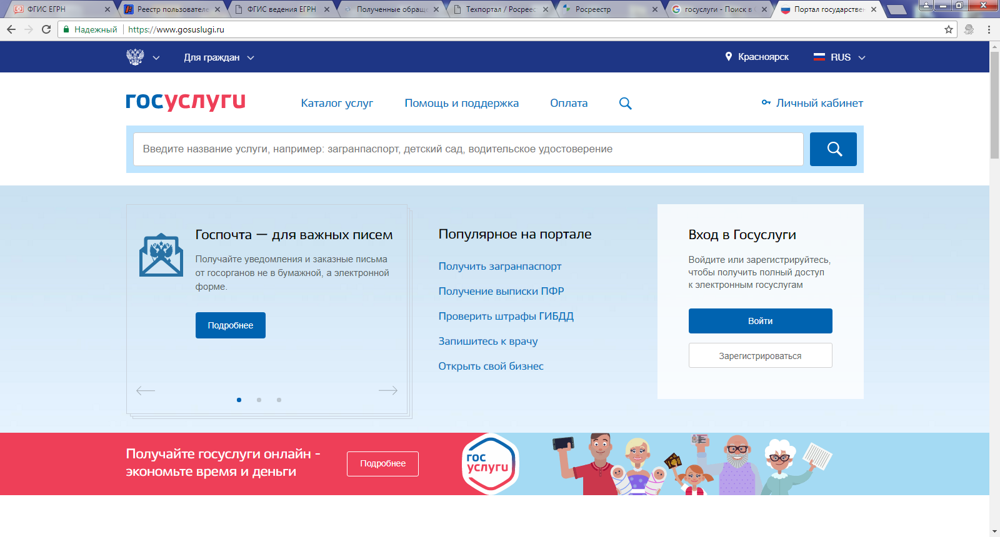 ФГИС ЕГРН
Реестр пользователе
ФГИС ведения ЕГРН
Полученные обраще
Техпортал / Росреес
Росреестр
госуслуги - Поиск в
Портал государствен
Надежный
https://www.gosuslugi.ru
Для граждан
Красноярск
RUS
госуслуги
Каталог услуг
Помощь и поддержка
Оплата
Личный кабинет
Введите название услуги, например: загранпаспорт, детский сад, водительское удостоверение
Госпочта — для важных писем
Получайте уведомления и заказные письма
от госорганов не в бумажной, а электронной
форме.
Подробнее
Популярное на портале
Получить загранпаспорт
Получение выписки ПФР
Проверить штрафы ГИБДД
Запишитесь к врачу
Открыть свой бизнес
Вход в Госуслуги
Войдите или зарегистрируйтесь,
чтобы получить полный доступ
к электронным госуслугам
Войти
Зарегистрироваться
Получайте госуслуги онлайн -
экономьте время и деньги
Подробнее
гос
услуги